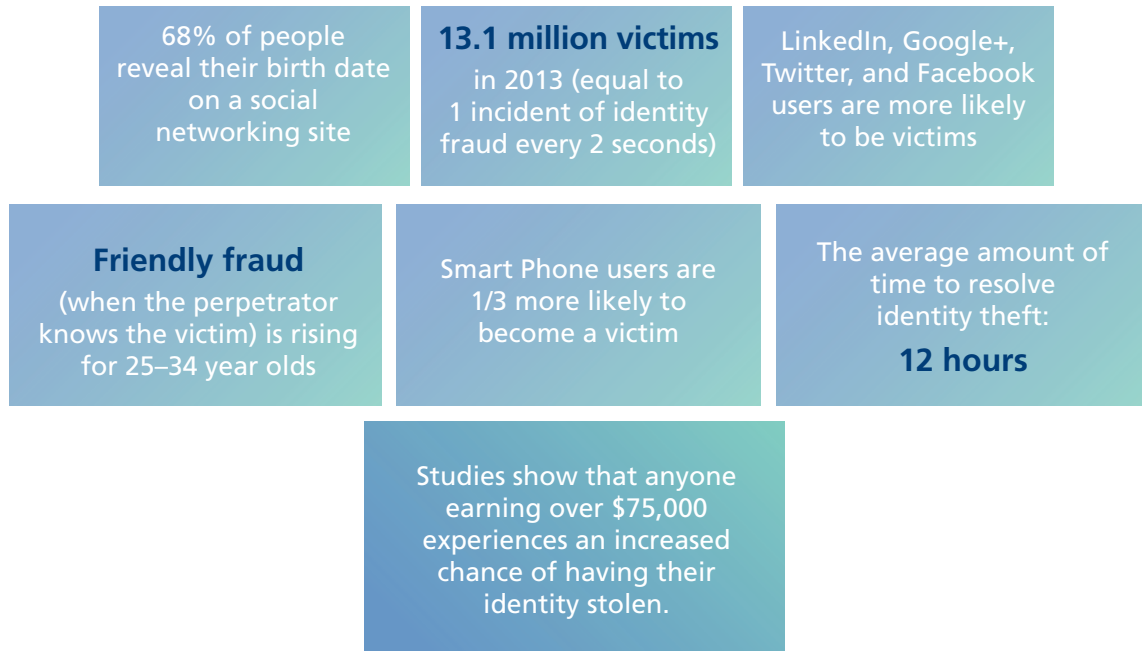 68% of people
reveal their birth date
on a social
networking site
13.1 million victims
in 2013 (equal to
1 incident of identity
fraud every 2 seconds)
LinkedIn, Google+,
Twitter, and Facebook
users are more likely
to be victims
Friendly fraud
(when the perpetrator
knows the victim) is rising
for 25–34 year olds
Smart Phone users are
1/3 more likely to
become a victim
The average amount of
time to resolve
identity theft:
12 hours
Studies show that anyone
earning over $75,000
experiences an increased
chance of having their
identity stolen.